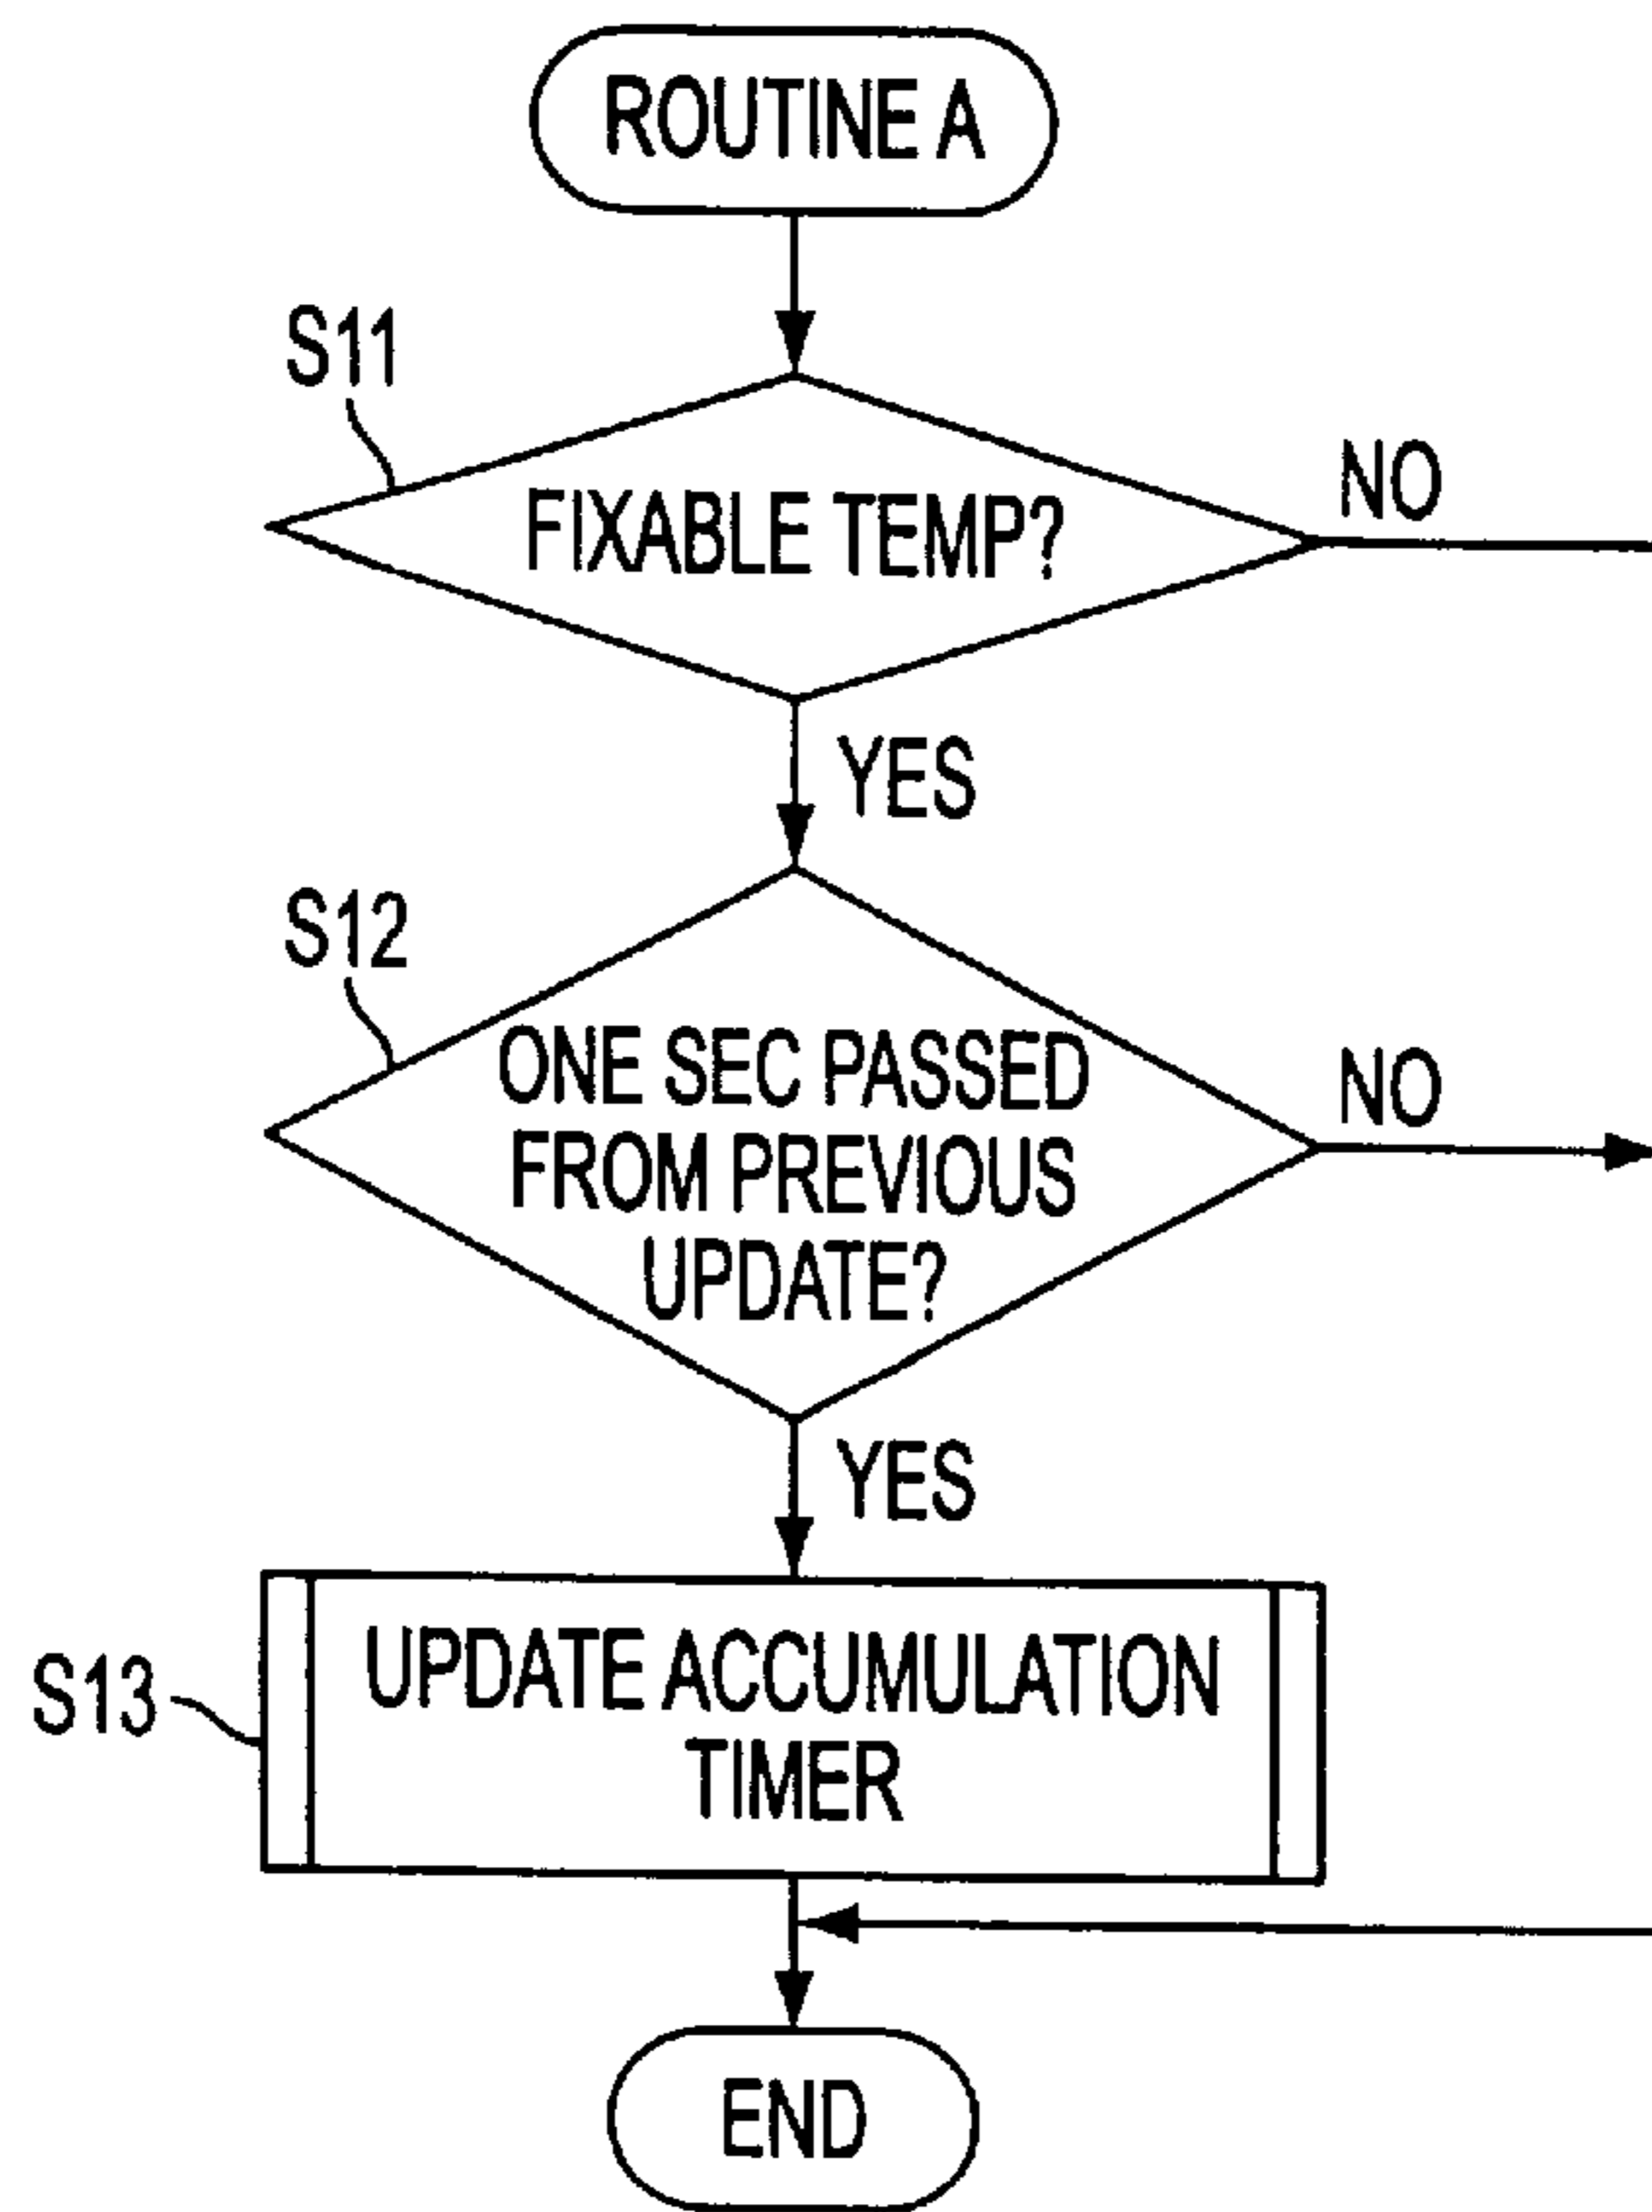 ROUTINE A
S11
FIXABLE TEMP?
NO
YES
S12
ONE SEC PASSED
FROM PREVIOUS
UPDATE?
NO
YES
S13
UPDATE ACCUMULATION
TIMER
END